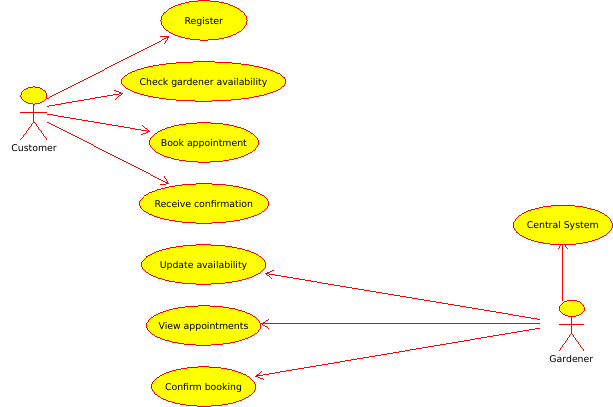 Register
Check gardener availability
Customer
Book appointment
Receive confirmation
Central System
Update availability
View appointments
Gardener
Confirm booking